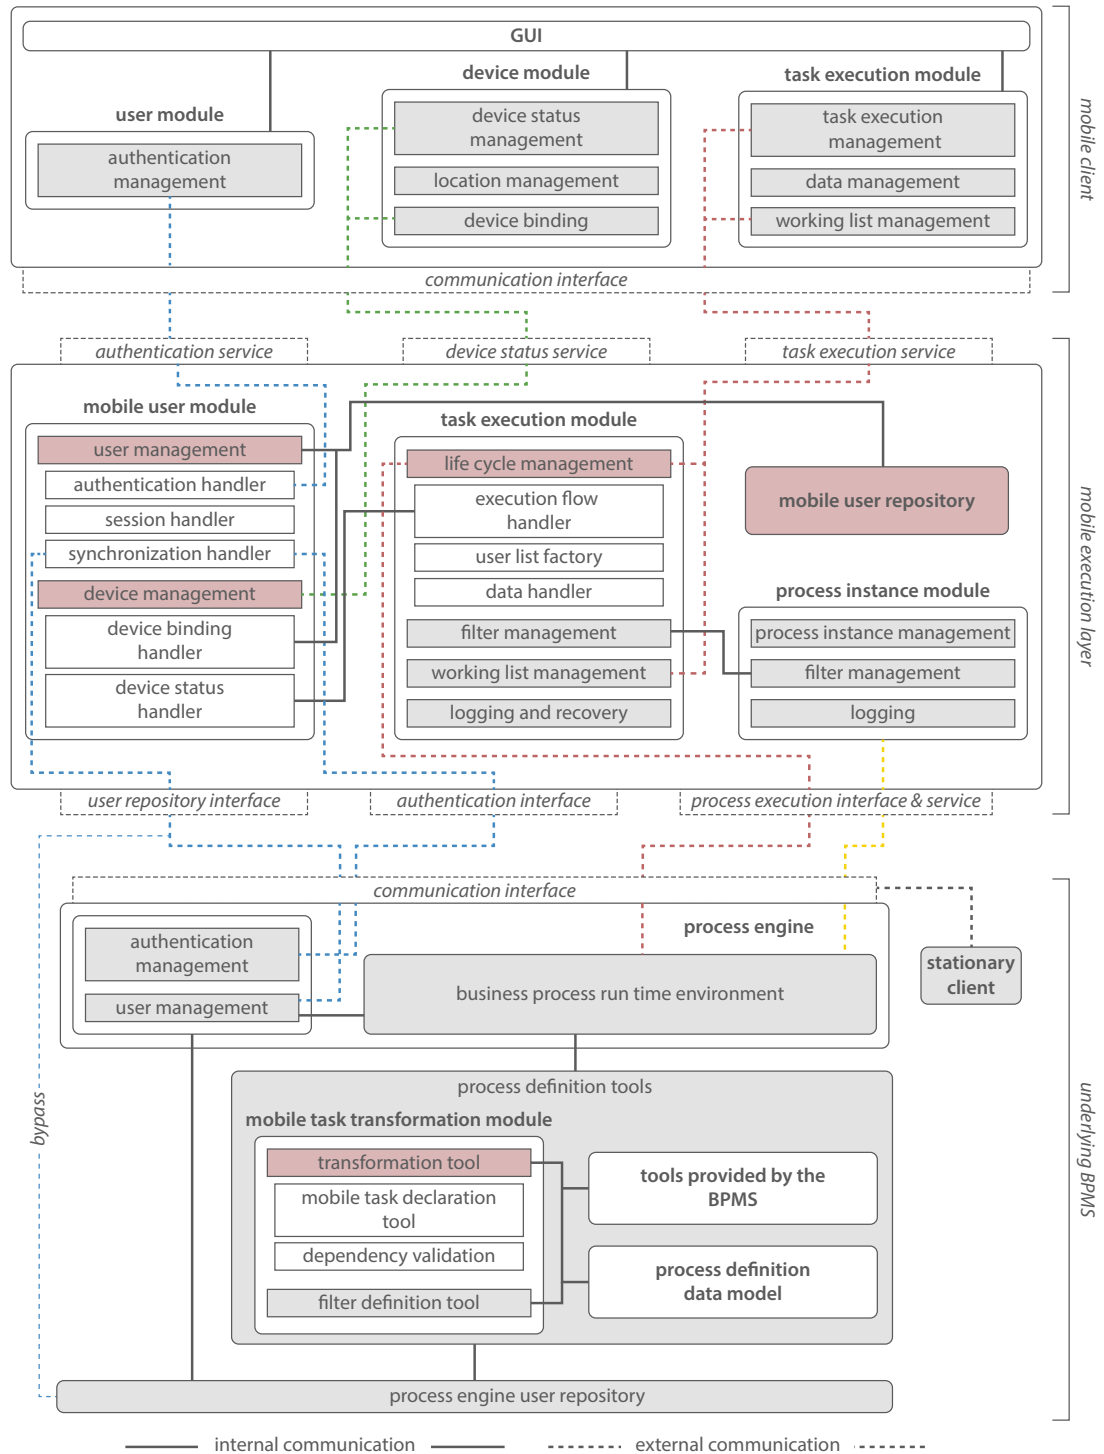 GUI
device module
task execution module
user module
device status
management
task execution
management
authentication
management
location management
data management
device binding
working list management
mobile client
communication interface
authentication service
device status service
task execution service
mobile user module
task execution module
user management
life cycle management
authentication handler
execution flow
handler
mobile user repository
session handler
synchronization handler
user list factory
device management
data handler
process instance module
device binding
handler
filter management
process instance management
working list management
filter management
device status
handler
logging and recovery
logging
mobile execution layer
user repository interface
authentication interface
process execution interface & service
communication interface
process engine
authentication
management
stationary
client
user management
business process run time environment
process definition tools
mobile task transformation module
transformation tool
tools provided by the
BPMS
mobile task declaration
tool
dependency validation
process definition
data model
filter definition tool
bypass
underlying BPMS
process engine user repository
internal communication
external communication